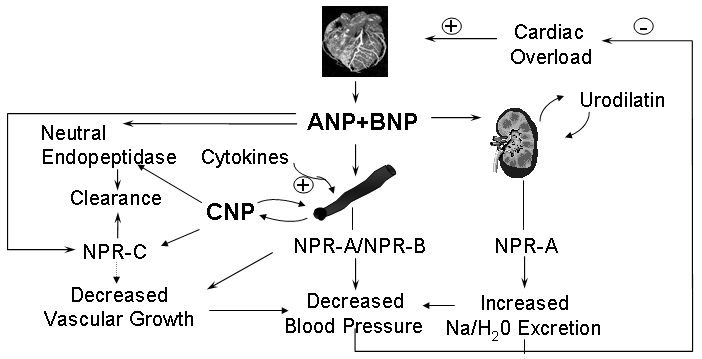 +
Cardiac
Overload
-
ANP+BNP
Urodilatin
Neutral
Endopeptidase
Cytokines
+
Clearance
CNP
NPR-C
NPR-A/NPR-B
NPR-A
Decreased
Vascular Growth
Decreased
Blood Pressure
Increased
Na/H₂0 Excretion